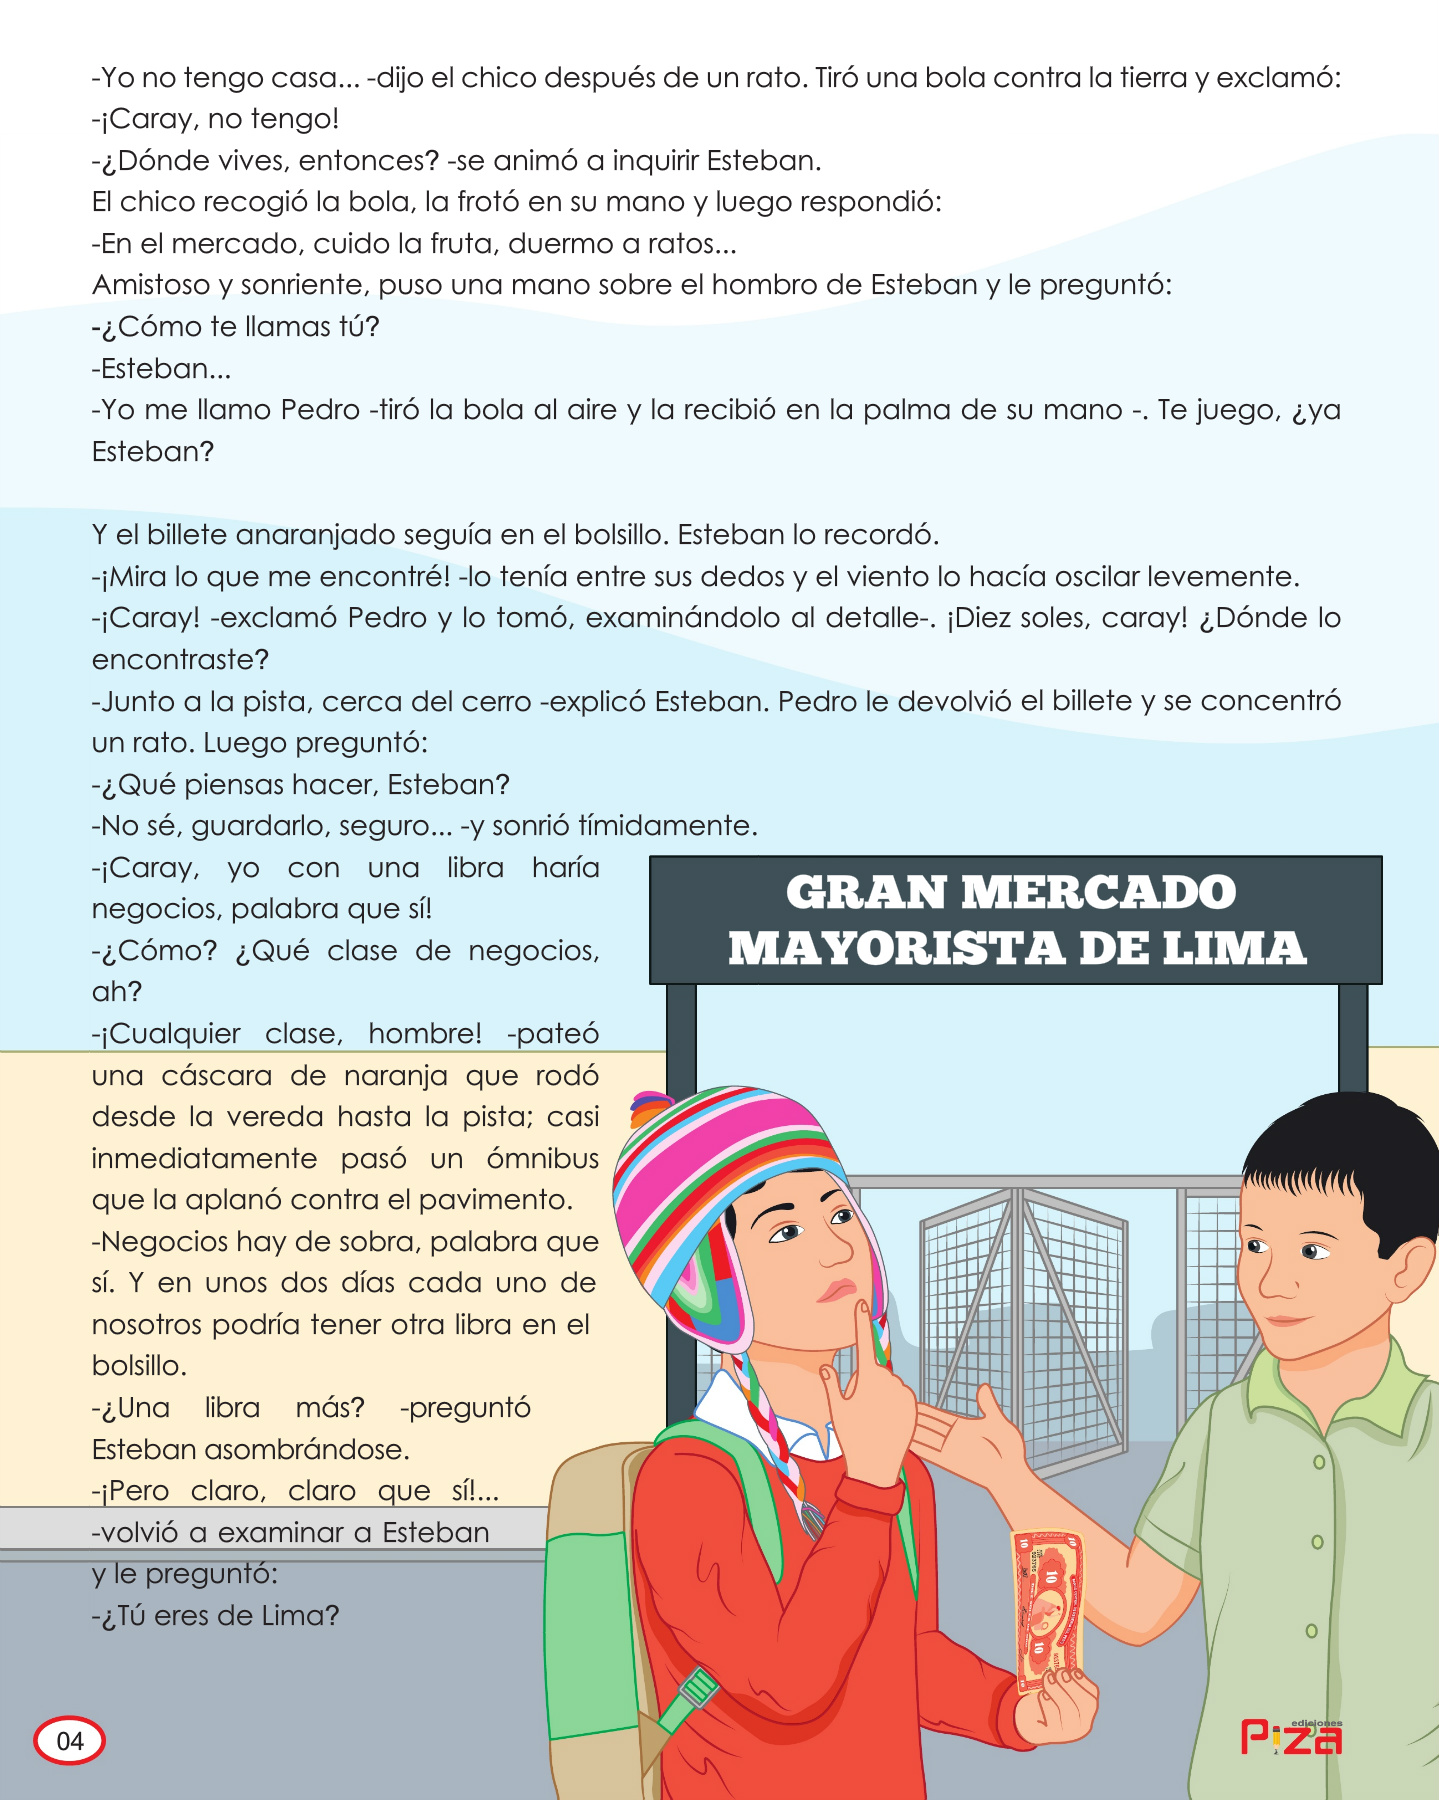 -Yo no tengo casa... -dijo el chico después de un rato. Tiró una bola contra la tierra y exclamó:
-¡Caray, no tengo!
-¿Dónde vives, entonces? -se animó a inquirir Esteban.
El chico recogió la bola, la frotó en su mano y luego respondió:
-En el mercado, cuido la fruta, duermo a ratos...
Amistoso y sonriente, puso una mano sobre el hombro de Esteban y le preguntó:
-¿Cómo te llamas tú?
-Esteban...
-Yo me llamo Pedro -tiró la bola al aire y la recibió en la palma de su mano -. Te juego, ¿ya
Esteban?
Y el billete anaranjado seguía en el bolsillo. Esteban lo recordó.
-¡Mira lo que me encontré! -lo tenía entre sus dedos y el viento lo hacía oscilar levemente.
-¡Caray! -exclamó Pedro y lo tomó, examinándolo al detalle-. ¡Diez soles, caray! ¿Dónde lo
encontraste?
-Junto a la pista, cerca del cerro -explicó Esteban. Pedro le devolvió el billete y se concentró
un rato. Luego preguntó:
-¿Qué piensas hacer, Esteban?
-No sé, guardarlo, seguro... -y sonrió tímidamente.
-¡Caray, yo con una libra haría
negocios, palabra que sí!
-¿Cómo? ¿Qué clase de negocios,
ah?
-¡Cualquier clase, hombre! -pateó
una cáscara de naranja que rodó
desde la vereda hasta la pista; casi
inmediatamente pasó un ómnibus
que la aplanó contra el pavimento.
-Negocios hay de sobra, palabra que
sí. Y en unos dos días cada uno de
nosotros podría tener otra libra en el
bolsillo.
-¿Una libra más? -preguntó
Esteban asombrándose.
-¡Pero claro, claro que sí!...
-volvió a examinar a Esteban
y le preguntó:
-¿Tú eres de Lima?
GRAN MERCADO
MAYORISTA DE LIMA
10
10
10
10
04
ediciones
Piza